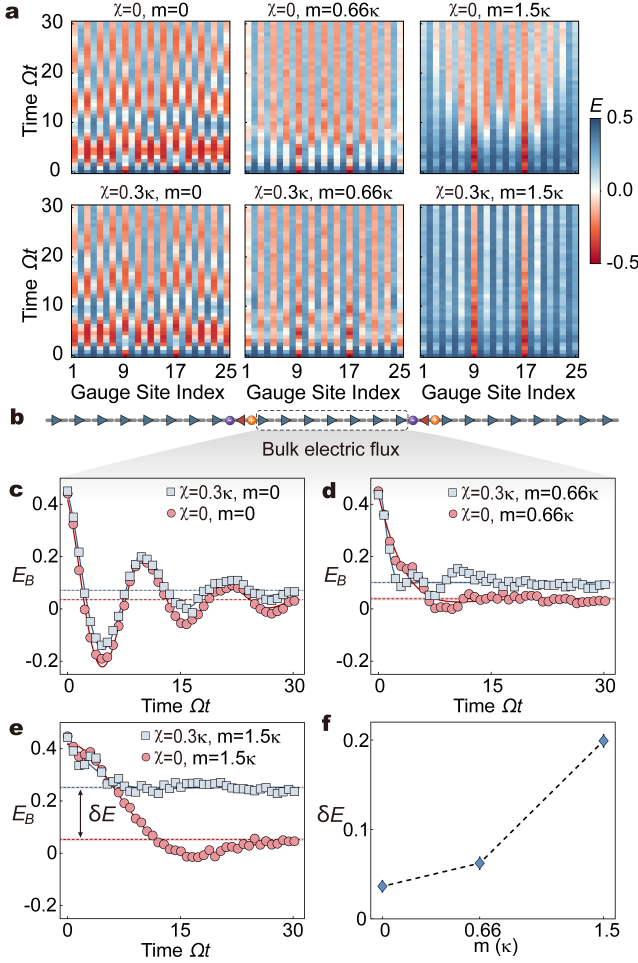 a
χ=0, m=0
χ=0, m=0.66κ
χ=0, m=1.5κ
Time Ωt
30
20
10
0
E
0.5
0.0
-0.5
χ=0.3κ, m=0
χ=0.3κ, m=0.66κ
χ=0.3κ, m=1.5κ
Time Ωt
30
20
10
0
1 9 17 25
1 9 17 25
1 9 17 25
Gauge Site Index
Gauge Site Index
Gauge Site Index
b
Bulk electric flux
c
χ=0.3κ, m=0
χ=0, m=0
E_B
0.4
0.2
0
-0.2
0 15 30
Time Ωt
d
χ=0.3κ, m=0.66κ
χ=0, m=0.66κ
E_B
0.4
0.2
0
-0.2
0 15 30
Time Ωt
e
χ=0.3κ, m=1.5κ
χ=0, m=1.5κ
E_B
0.4
0.2
0
-0.2
δE
0 15 30
Time Ωt
f
δE
0.2
0.1
0
0 0.66 1.5
m (κ)